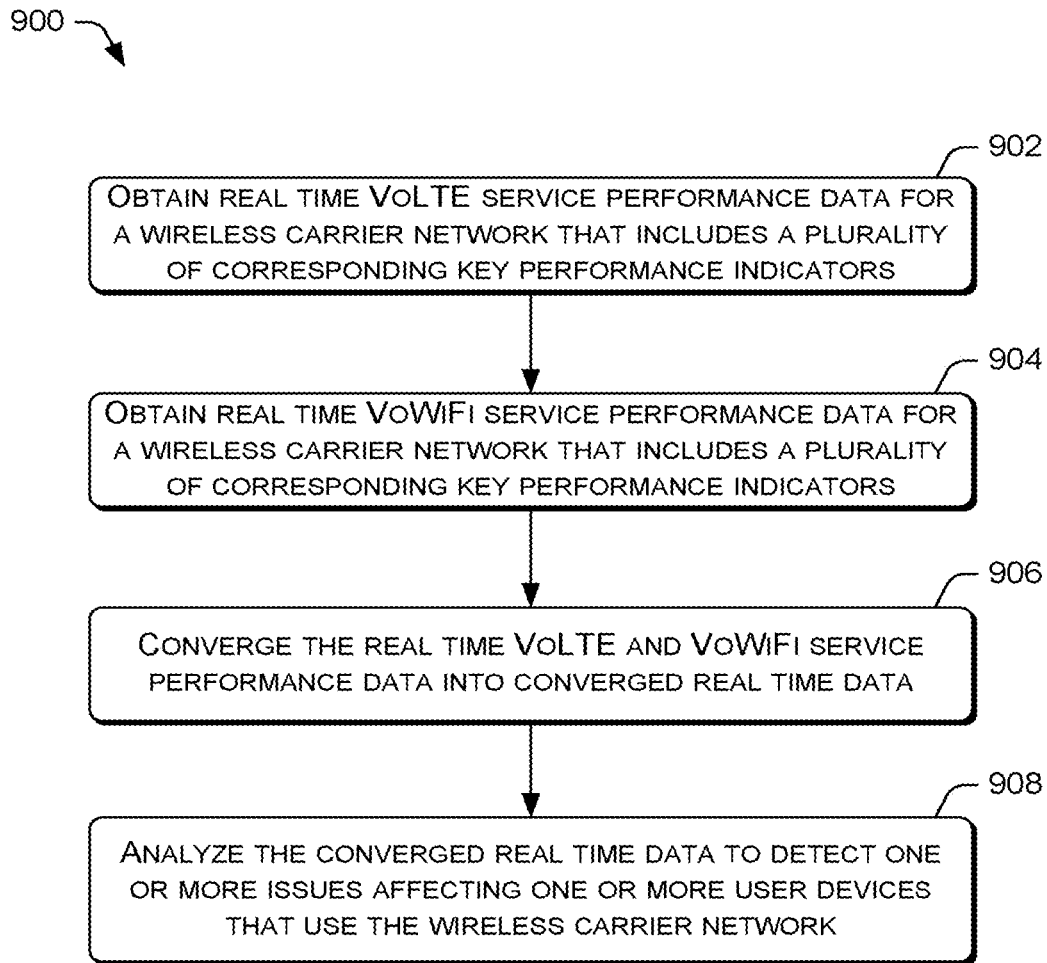 900
902
OBTAIN REAL TIME VOLTE SERVICE PERFORMANCE DATA FOR
A WIRELESS CARRIER NETWORK THAT INCLUDES A PLURALITY
OF CORRESPONDING KEY PERFORMANCE INDICATORS
904
OBTAIN REAL TIME VOWIFI SERVICE PERFORMANCE DATA FOR
A WIRELESS CARRIER NETWORK THAT INCLUDES A PLURALITY
OF CORRESPONDING KEY PERFORMANCE INDICATORS
906
CONVERGE THE REAL TIME VOLTE AND VOWIFI SERVICE
PERFORMANCE DATA INTO CONVERGED REAL TIME DATA
908
ANALYZE THE CONVERGED REAL TIME DATA TO DETECT ONE
OR MORE ISSUES AFFECTING ONE OR MORE USER DEVICES
THAT USE THE WIRELESS CARRIER NETWORK